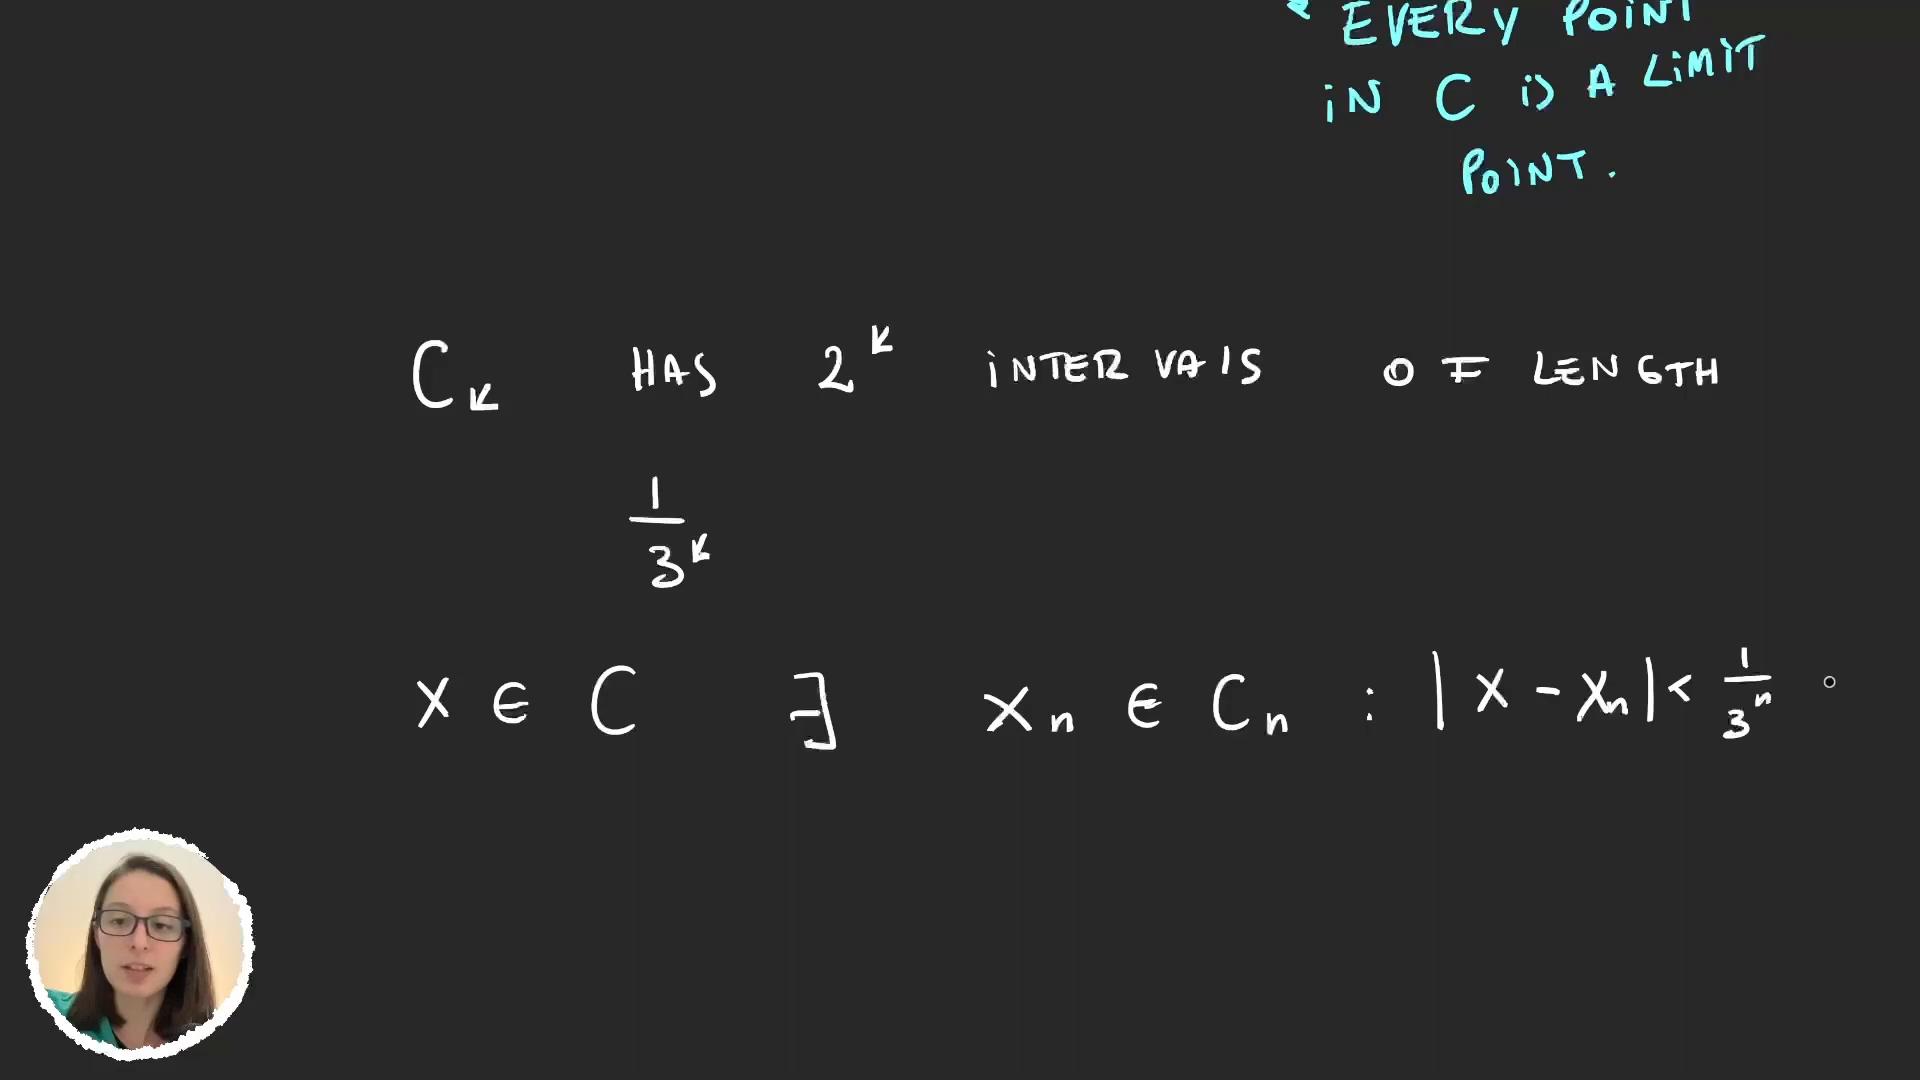 EVERY POINT
IN C IS A LIMIT
POINT.
C_k HAS 2^k INTERVALS OF LENGTH
1/3^k
x ∈ C ∃ x_n ∈ C_n : |x - x_n| < 1/3^n